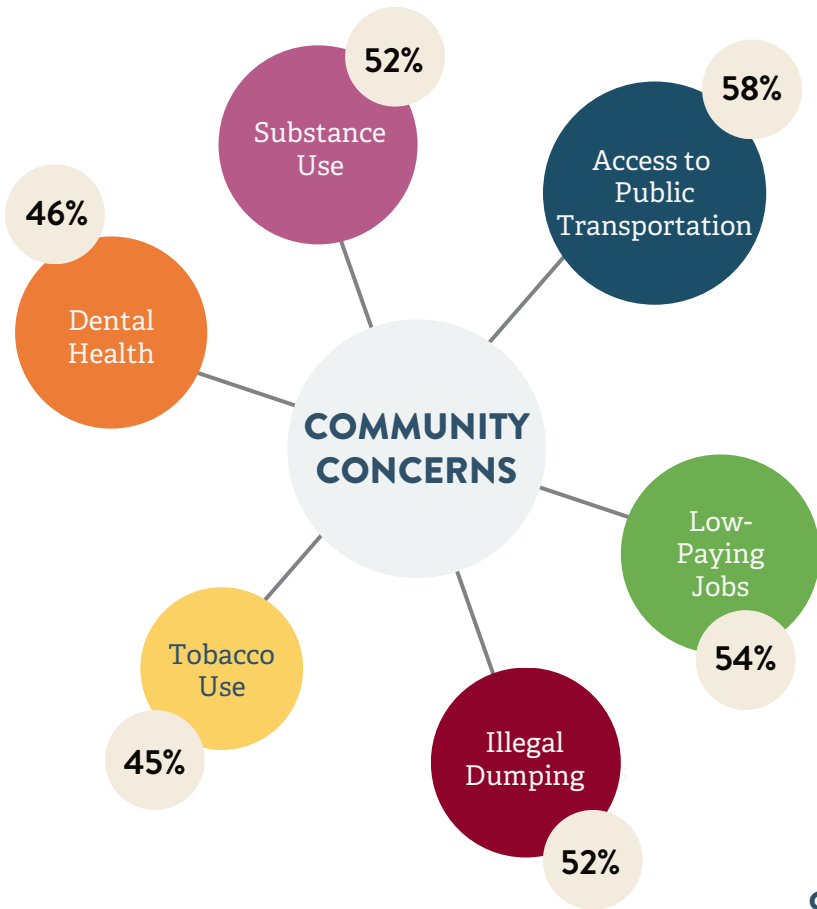 52%
Substance
Use
58%
Access to
Public
Transportation
46%
Dental
Health
COMMUNITY
CONCERNS
Low-
Paying
Jobs
54%
Tobacco
Use
45%
Illegal
Dumping
52%